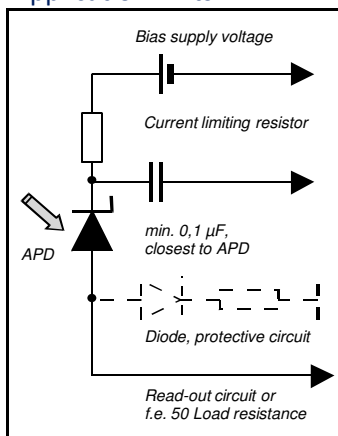 Bias supply voltage
Current limiting resistor
min. 0,1 µF,
closest to APD
APD
Diode, protective circuit
Read-out circuit or
f.e. 50 Load resistance